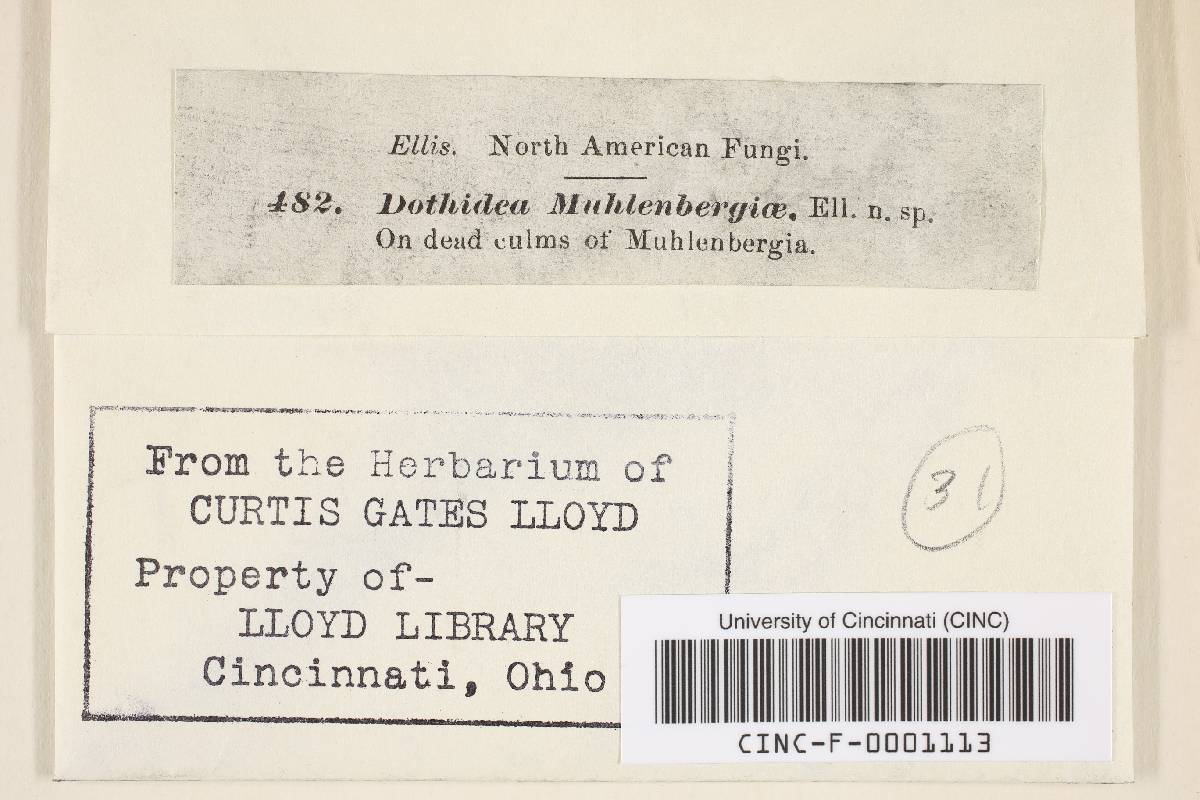 Ellis. North American Fungi.
482. Dothidea Muhlenbergiæ, Ell. n. sp.
On dead culms of Muhlenbergia.
From the Herbarium of
CURTIS GATES LLOYD
Property of-
LLOYD LIBRARY
Cincinnati, Ohio
31
University of Cincinnati (CINC)
CINC-F-0001113